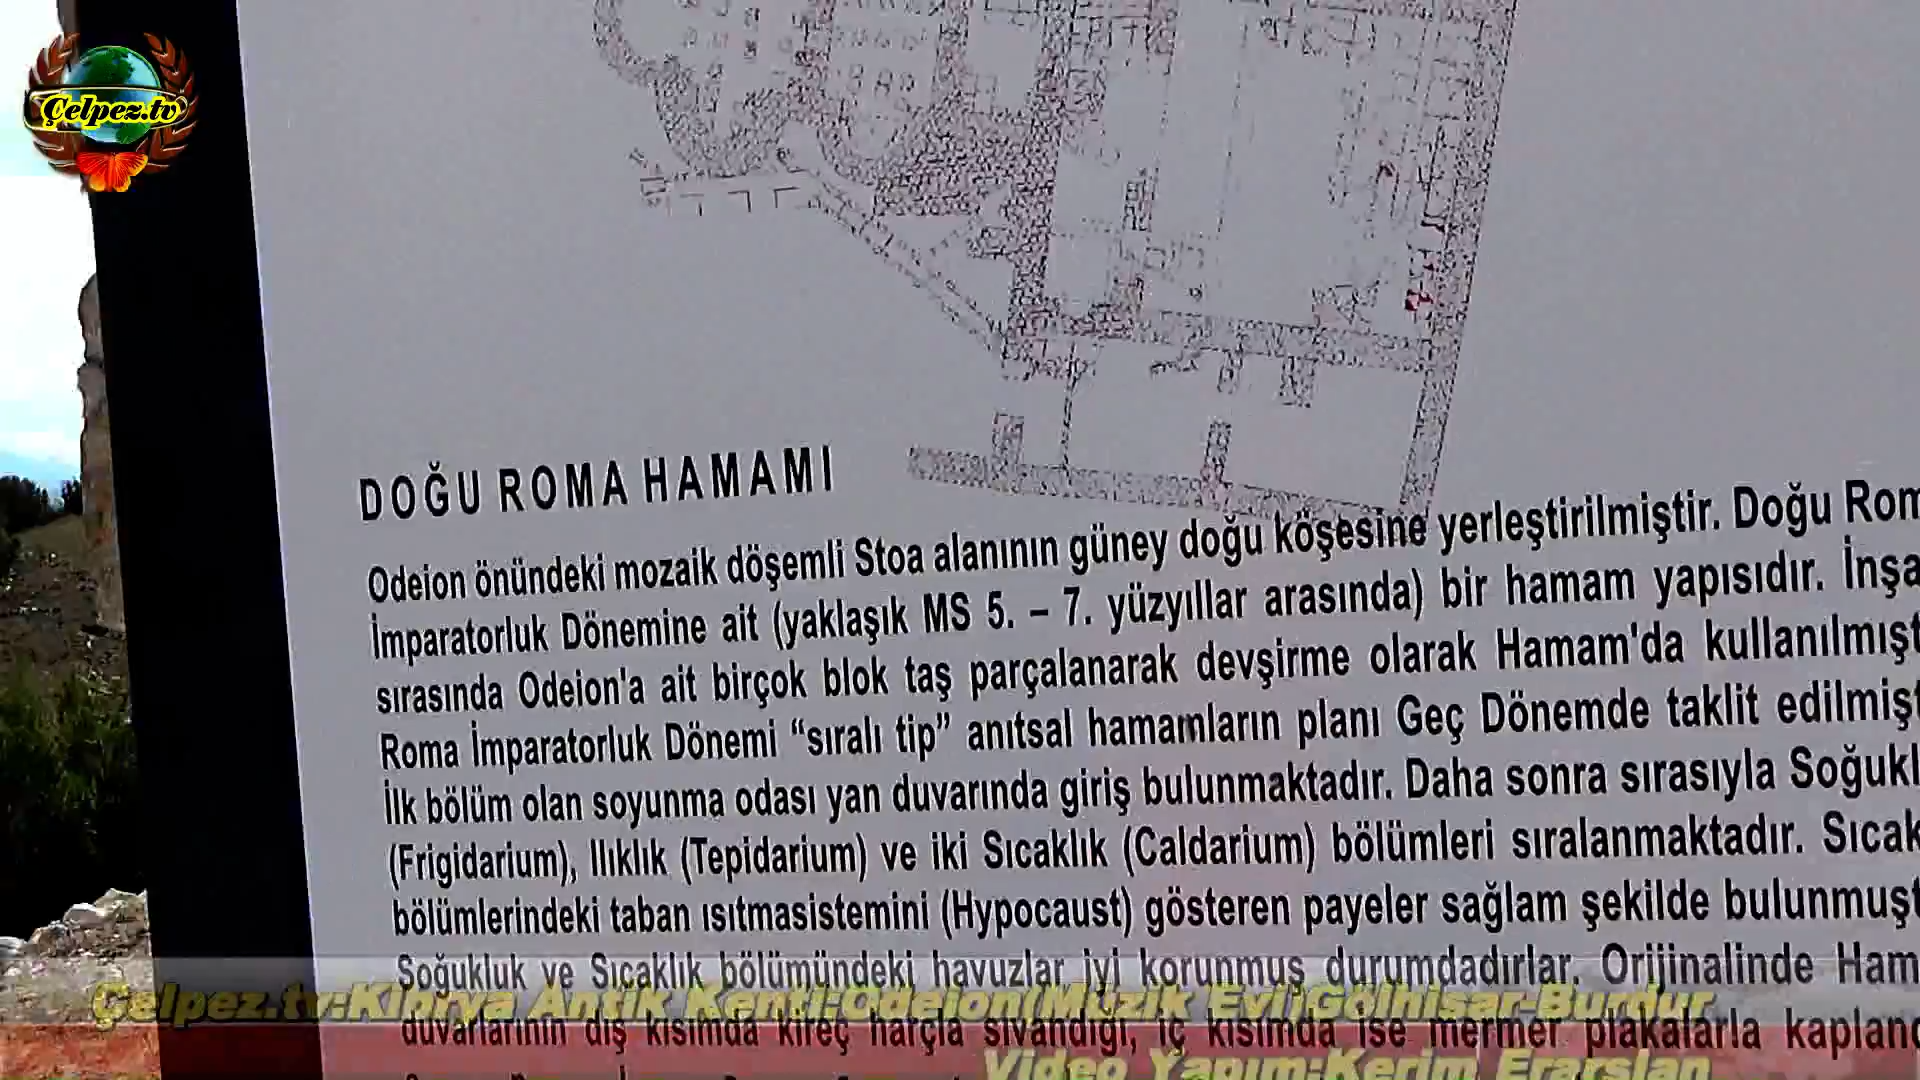 Çelpez.tv
DOĞU ROMA HAMAMI
Odeion önündeki mozaik döşemli Stoa alanının güney doğu köşesine yerleştirilmiştir. Doğu Rom
İmparatorluk Dönemine ait (yaklaşık MS 5. – 7. yüzyıllar arasında) bir hamam yapısıdır. İnşa
sırasında Odeion'a ait birçok blok taş parçalanarak devşirme olarak Hamam'da kullanılmışt
Roma İmparatorluk Dönemi “sıralı tip” anıtsal hamamların planı Geç Dönemde taklit edilmişt
İlk bölüm olan soyunma odası yan duvarında giriş bulunmaktadır. Daha sonra sırasıyla Soğukl
(Frigidarium), Ilıklık (Tepidarium) ve iki Sıcaklık (Caldarium) bölümleri sıralanmaktadır. Sıcak
bölümlerindeki taban ısıtmasistemini (Hypocaust) gösteren payeler sağlam şekilde bulunmuşt
Soğukluk ve Sıcaklık bölümündeki havuzlar iyi korunmuş durumdadırlar. Orijinalinde Ham
Çelpez.tv:Kibrya Antik Kenti:Odeion(Müzik Evi)Gölhisar-Burdur
duvarlarının dış kısımda kireç harçla sıvandığı, iç kısımda ise mermer plakalarla kapland
Video Yapım:Kerim Erarslan